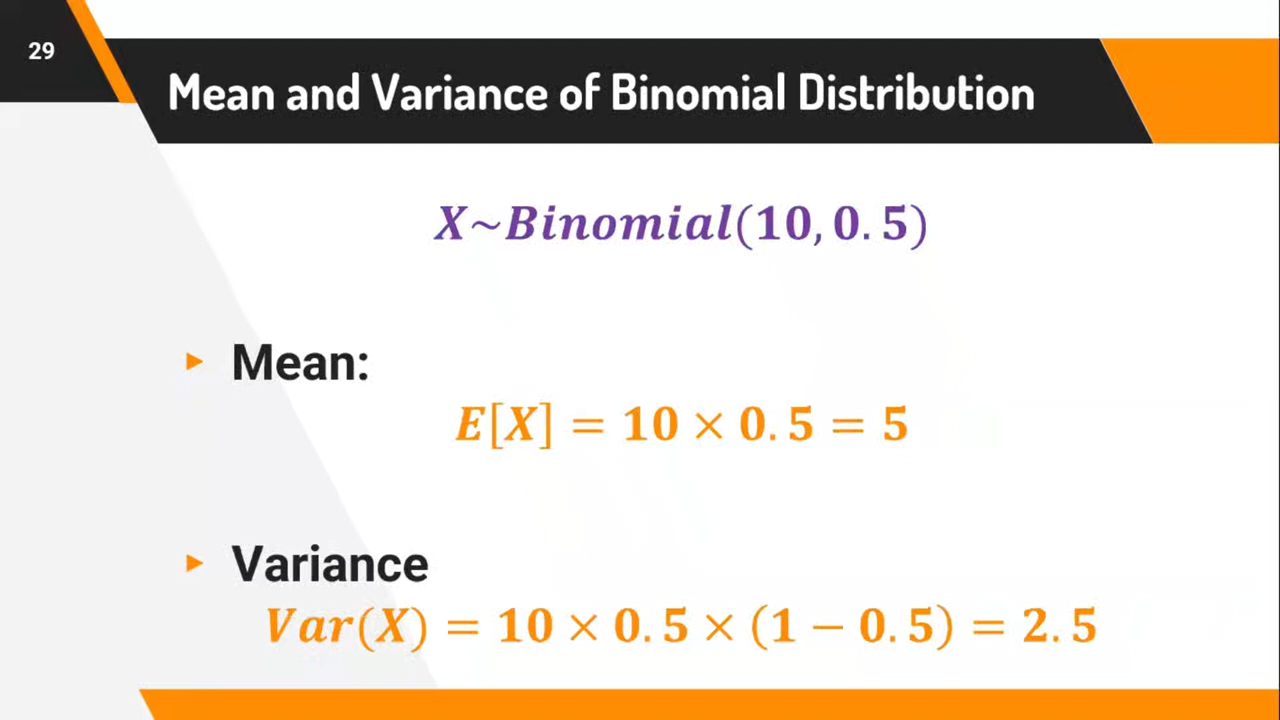 29
Mean and Variance of Binomial Distribution
X~Binomial(10, 0.5)
▸ Mean:
E[X] = 10 × 0.5 = 5
▸ Variance
Var(X) = 10 × 0.5 × (1 − 0.5) = 2.5